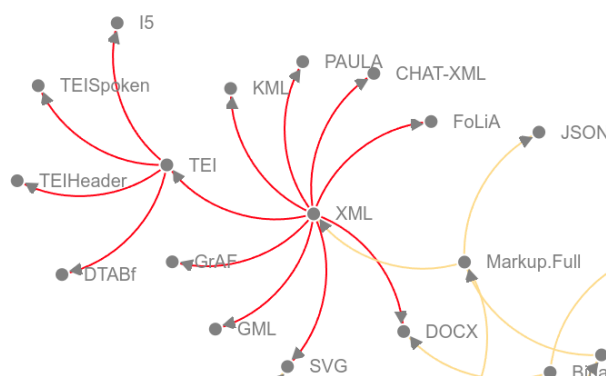 I5
PAULA
CHAT-XML
TEISpoken
KML
FoLiA
JSON
TEI
TEIHeader
XML
GrAF
Markup.Full
DTABf
GML
DOCX
SVG